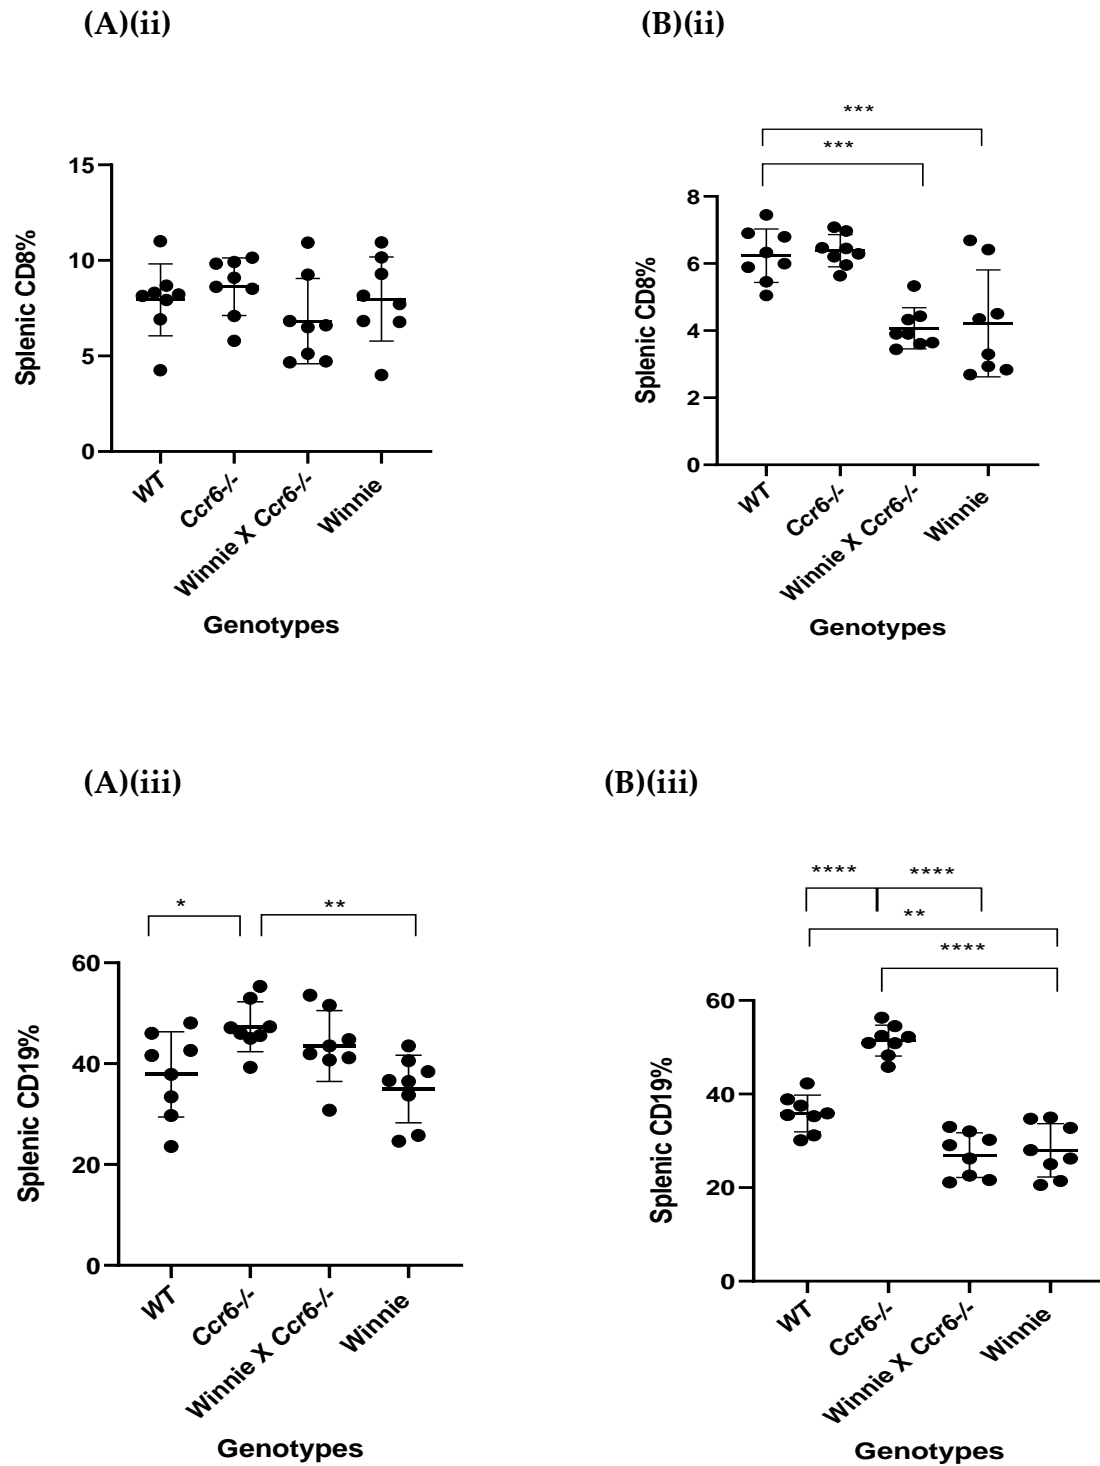 (A)(ii)
15
10
5
0
Splenic CD8%
WT
Ccr6-/-
Winnie X Ccr6-/-
Winnie
Genotypes
(B)(ii)
***
***
8
6
4
2
0
Splenic CD8%
WT
Ccr6-/-
Winnie X Ccr6-/-
Winnie
Genotypes
(A)(iii)
*
**
60
40
20
0
Splenic CD19%
WT
Ccr6-/-
Winnie X Ccr6-/-
Winnie
Genotypes
(B)(iii)
****
****
**
****
60
40
20
0
Splenic CD19%
WT
Ccr6-/-
Winnie X Ccr6-/-
Winnie
Genotypes